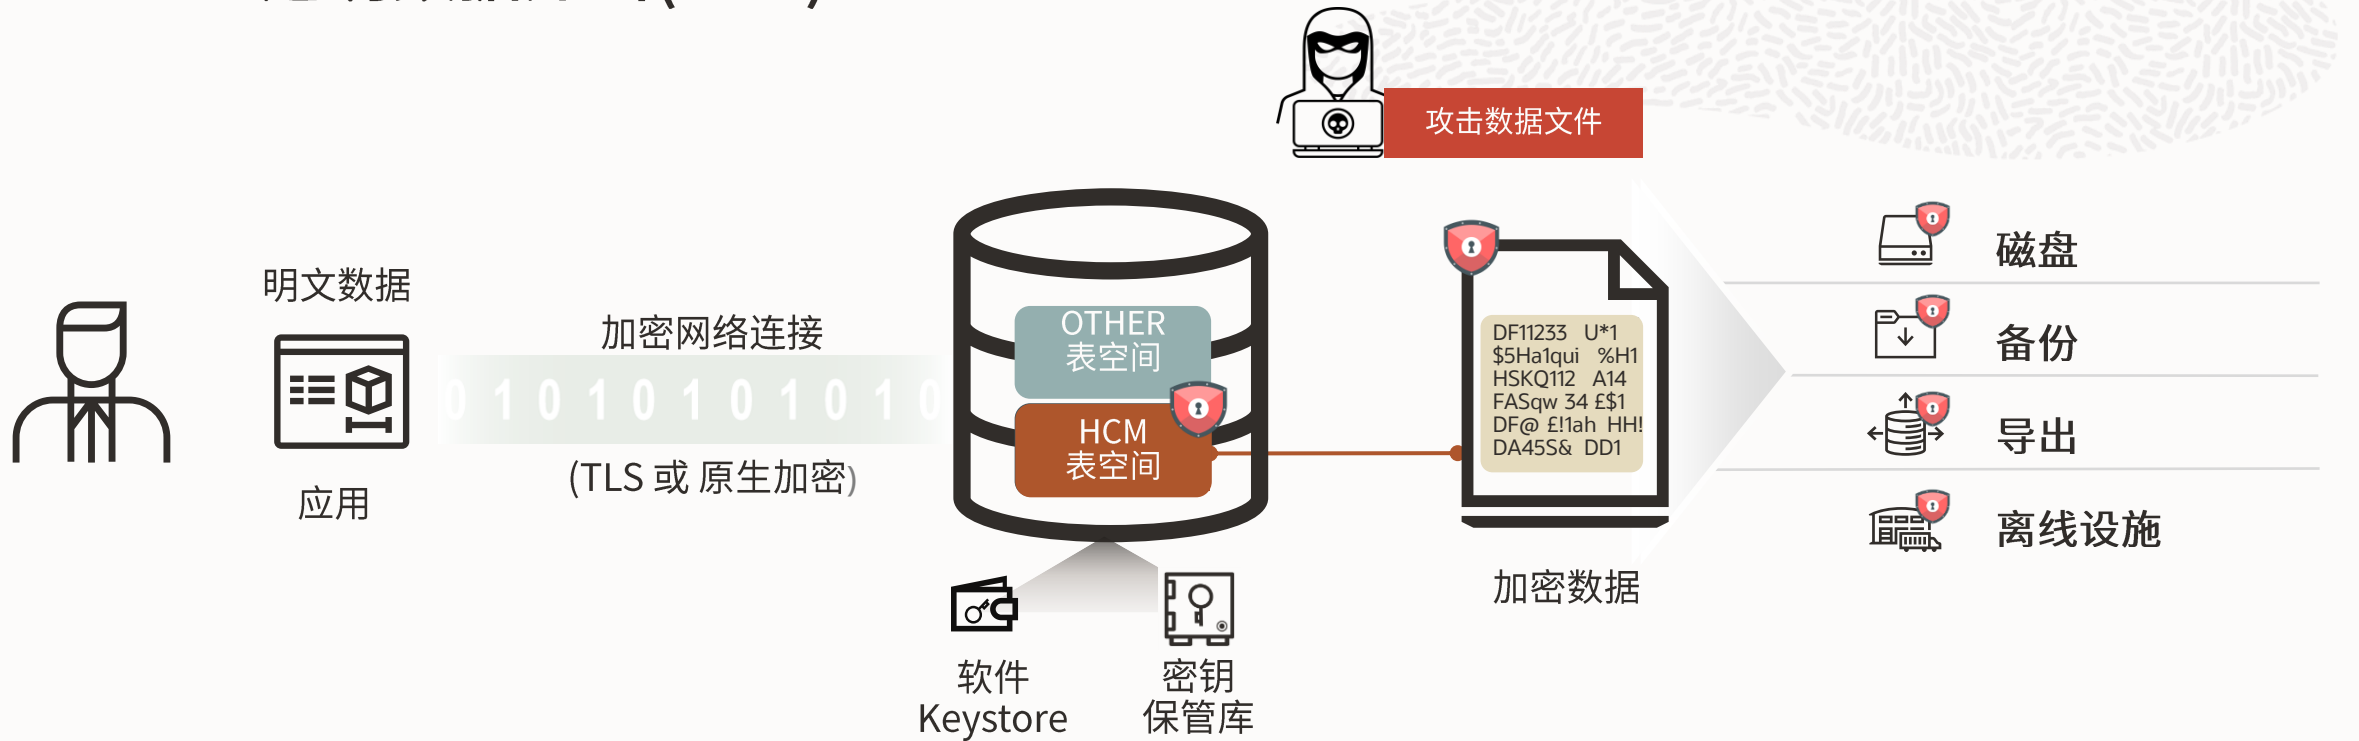 攻击数据文件
明文数据
应用
加密网络连接
0 1 0 1 0 1 0 1 0 1 0
(TLS 或 原生加密)
OTHER
表空间
HCM
表空间
软件
Keystore
密钥
保管库
DF11233 U*1
$5Ha1qui %H1
HSKQ112 A14
FASqw 34 £$1
DF@ £!1ah HH!
DA45S& DD1
加密数据
磁盘
备份
导出
离线设施